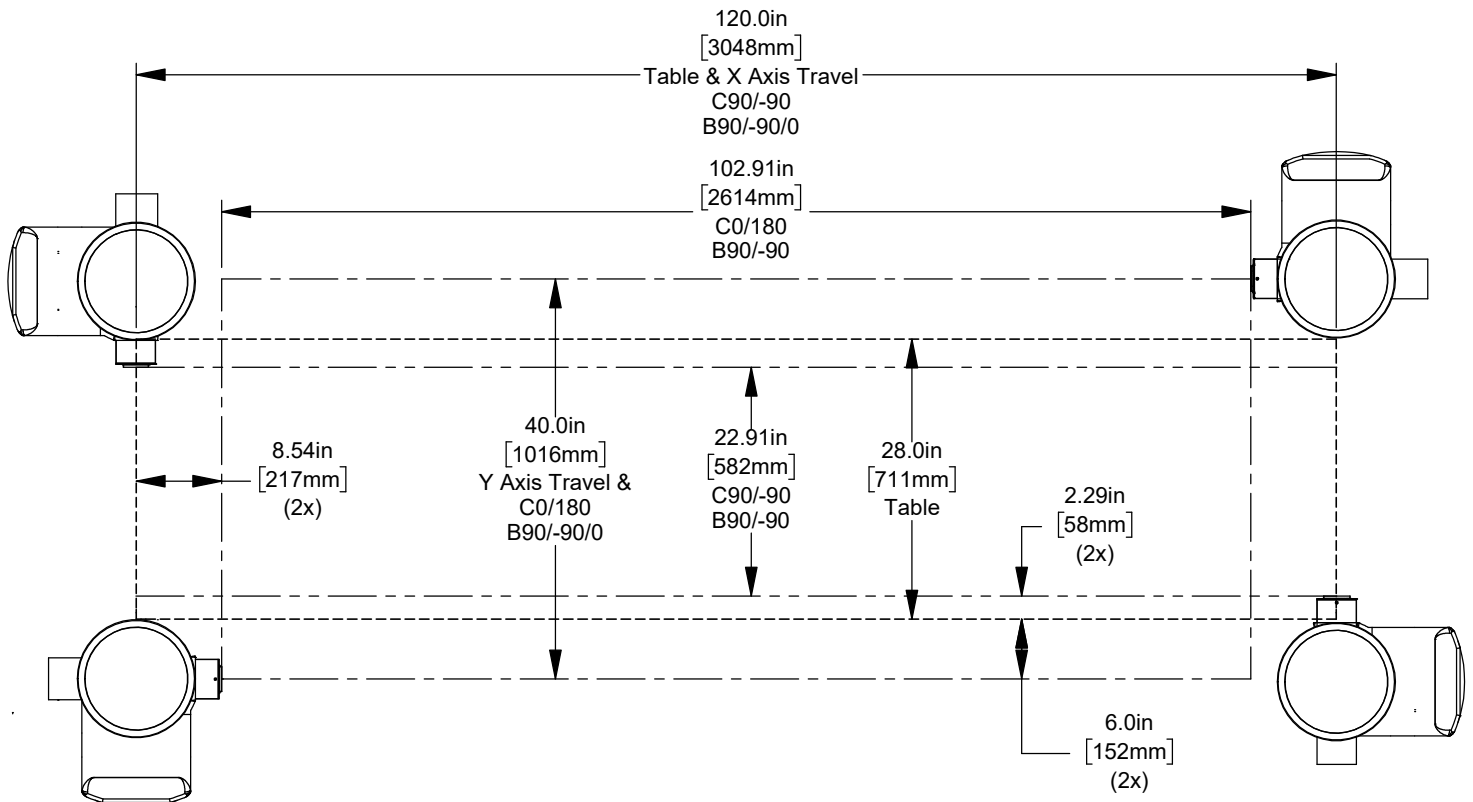 120.0in
[3048mm]
Table & X Axis Travel
C90/-90
B90/-90/0
102.91in
[2614mm]
C0/180
B90/-90
8.54in
[217mm]
(2x)
40.0in
[1016mm]
Y Axis Travel &
C0/180
B90/-90/0
22.91in
[582mm]
C90/-90
B90/-90
28.0in
[711mm]
Table
2.29in
[58mm]
(2x)
6.0in
[152mm]
(2x)